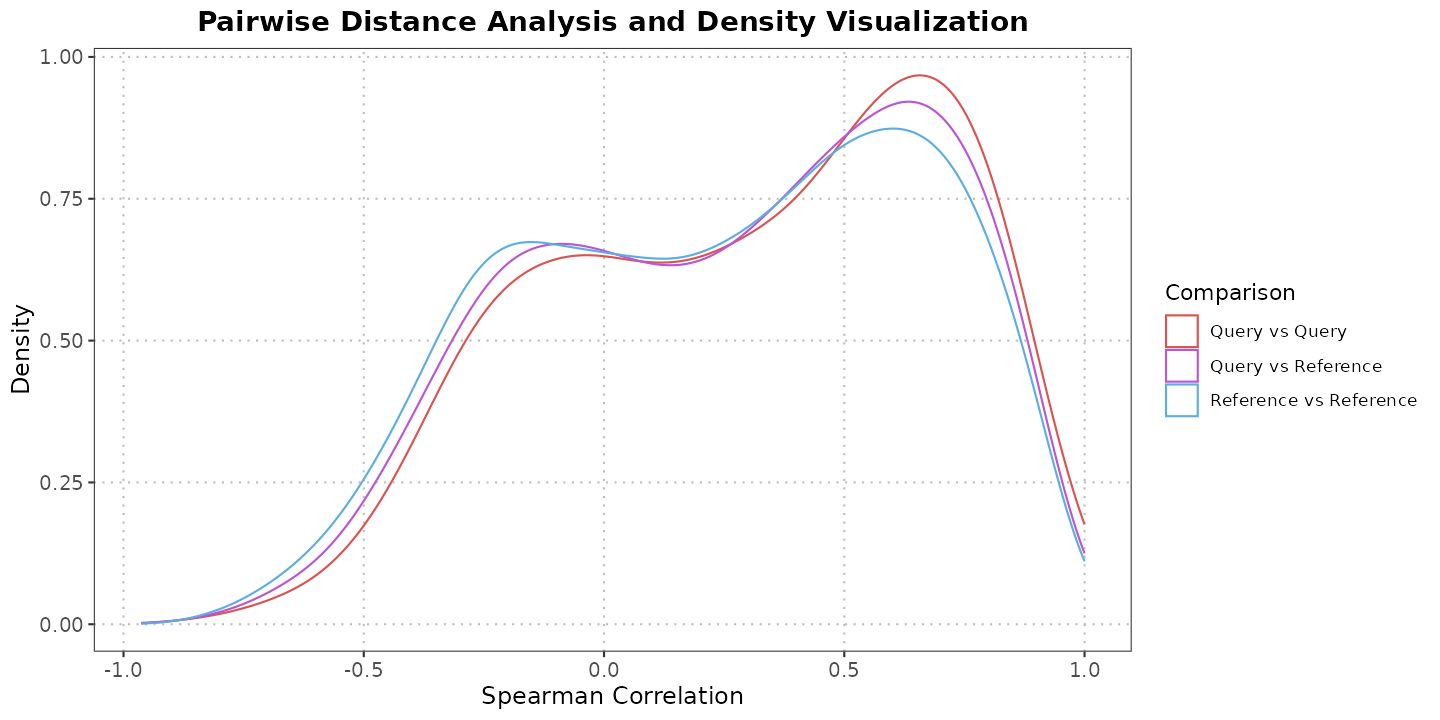 Pairwise Distance Analysis and Density Visualization
1.00
0.75
0.50
0.25
0.00
Density
-1.0
-0.5
0.0
0.5
1.0
Spearman Correlation
Comparison
Query vs Query
Query vs Reference
Reference vs Reference